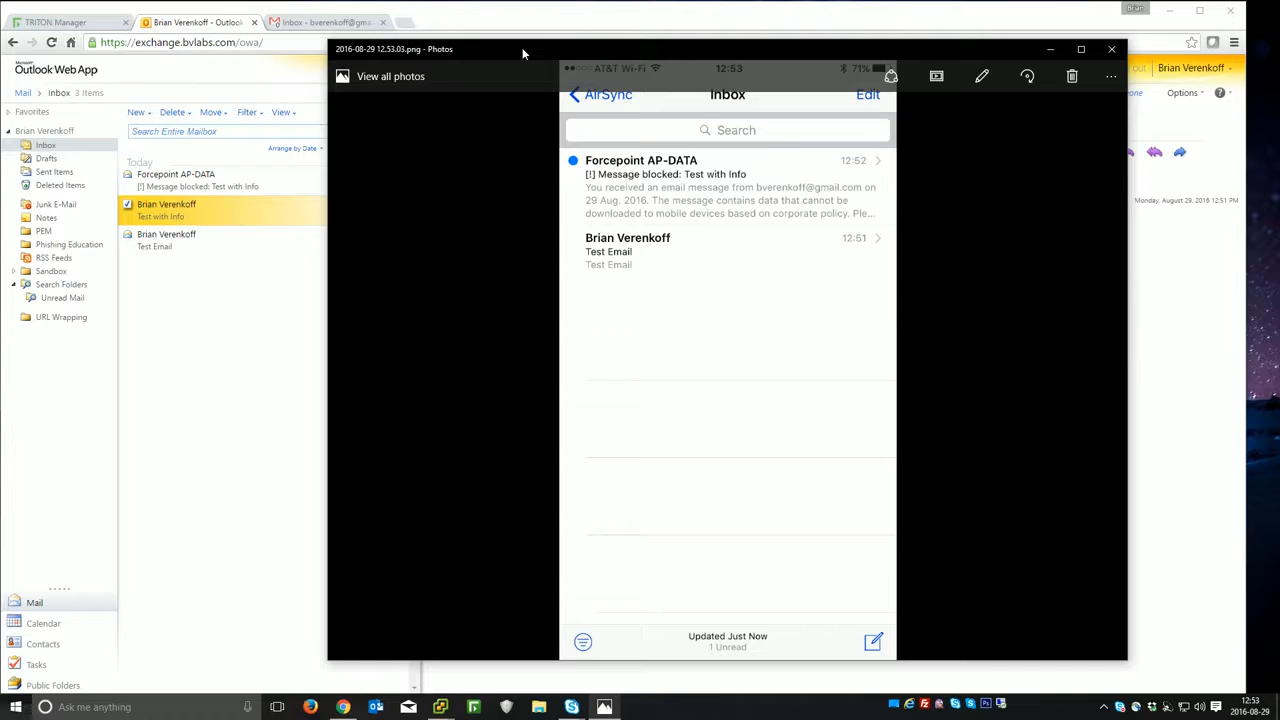 Brian
TRITON Manager
Brian Verenkoff - Outlook
Inbox - bverenkoff@gma
https://exchange.bvlabs.com/owa/
Microsoft
Outlook Web App
out
Brian Verenkoff
Mail > Inbox 3 Items
Options
Favorites
Brian Verenkoff
Inbox
Drafts
Sent Items
Deleted Items
Junk E-Mail
Notes
PEM
Phishing Education
RSS Feeds
Sandbox
Search Folders
Unread Mail
URL Wrapping
Mail
Calendar
Contacts
Tasks
Public Folders
New Delete Move Filter View
Search Entire Mailbox
Arrange by Date
Today
Forcepoint AP-DATA
[!] Message blocked: Test with Info
Brian Verenkoff
Test with Info
Brian Verenkoff
Test Email
Monday, August 29, 2016 12:51 PM
2016-08-29 12.53.03.png - Photos
View all photos
AT&T Wi-Fi 12:53 71%
AirSync Inbox Edit
Search
Forcepoint AP-DATA 12:52
[!] Message blocked: Test with Info
You received an email message from bverenkoff@gmail.com on
29 Aug. 2016. The message contains data that cannot be
downloaded to mobile devices based on corporate policy. Ple...
Brian Verenkoff 12:51
Test Email
Test Email
Updated Just Now
1 Unread
Ask me anything
12:53
2016-08-29